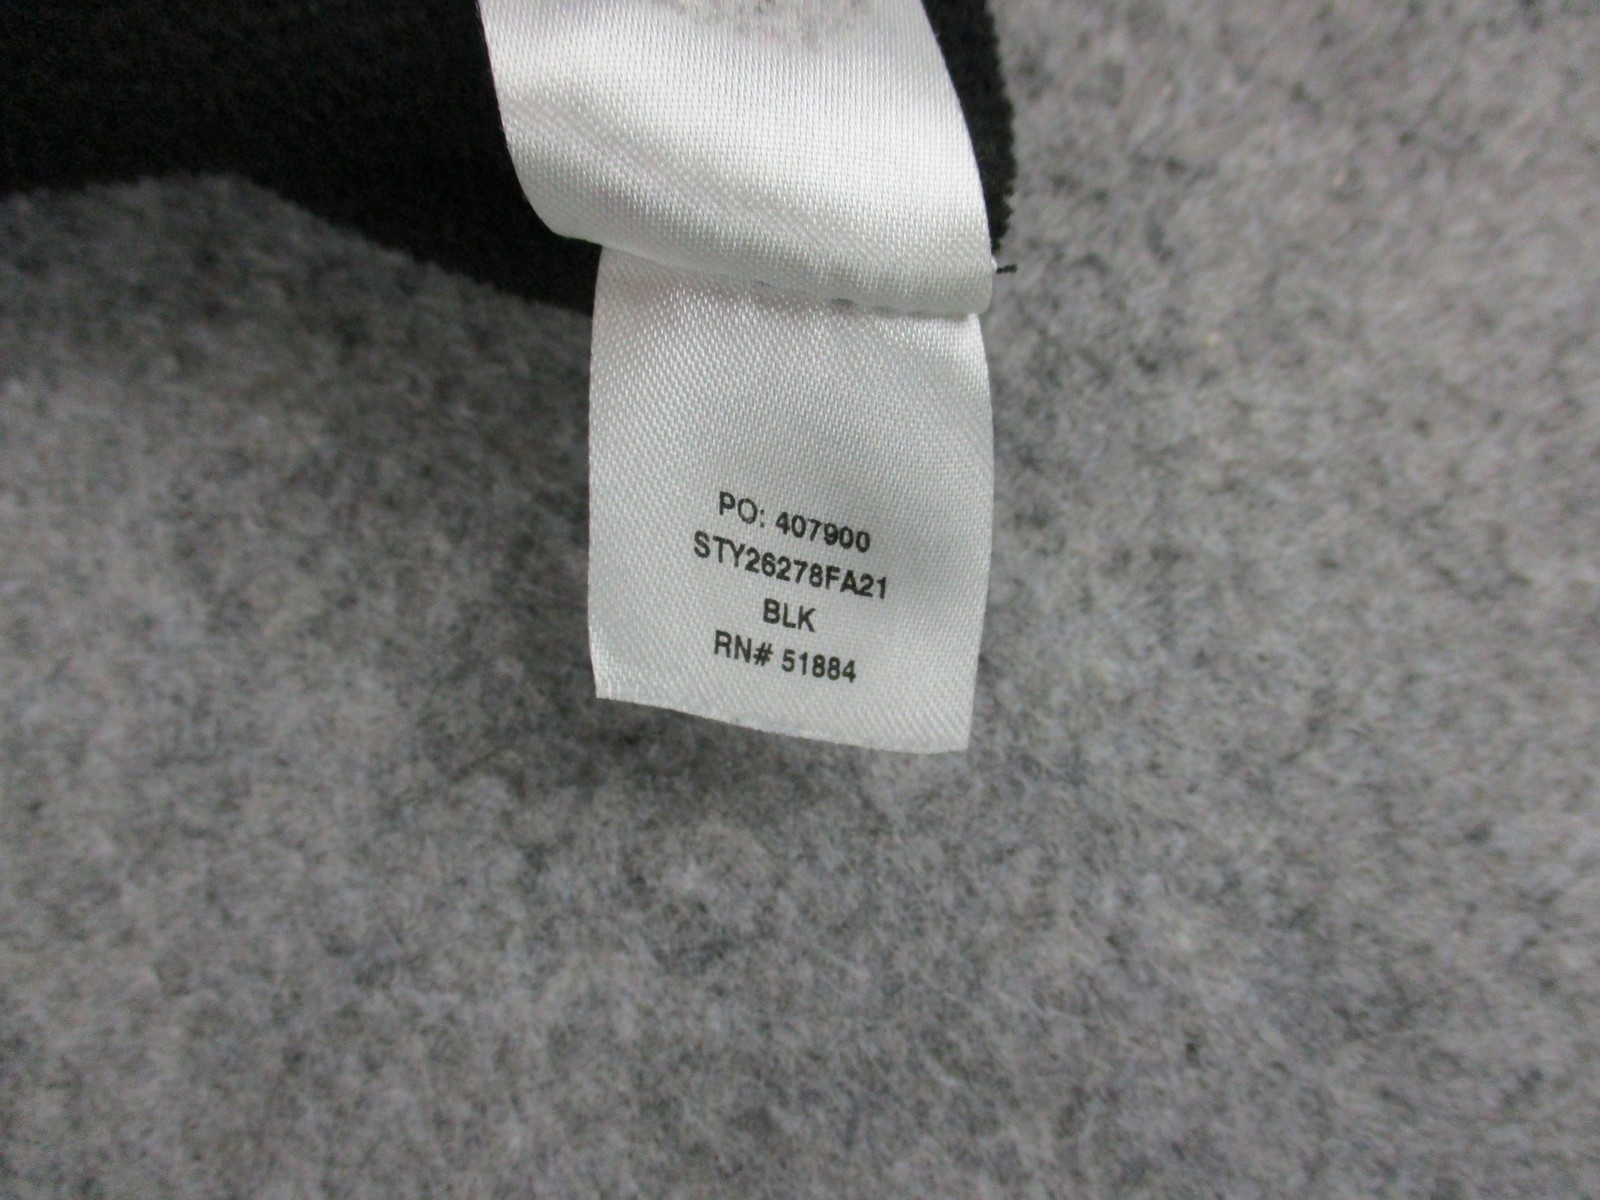 PO: 407900
STY26278FA21
BLK
RN# 51884